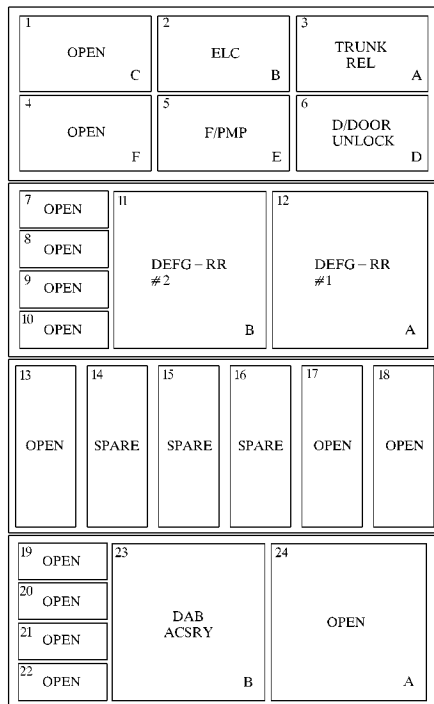 1
OPEN
C
2
ELC
B
3
TRUNK
REL
A
4
OPEN
F
5
F/PMP
E
6
D/DOOR
UNLOCK
D
7
OPEN
8
OPEN
9
OPEN
10
OPEN
11
DEFG – RR
#2
B
12
DEFG – RR
#1
A
13
OPEN
14
SPARE
15
SPARE
16
SPARE
17
OPEN
18
OPEN
19
OPEN
20
OPEN
21
OPEN
22
OPEN
23
DAB
ACSRY
B
24
OPEN
A